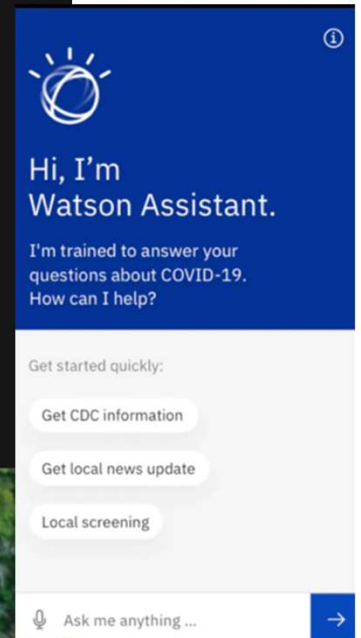 Hi, I'm
Watson Assistant.
I'm trained to answer your
questions about COVID-19.
How can I help?
Get started quickly:
Get CDC information
Get local news update
Local screening
Ask me anything ...